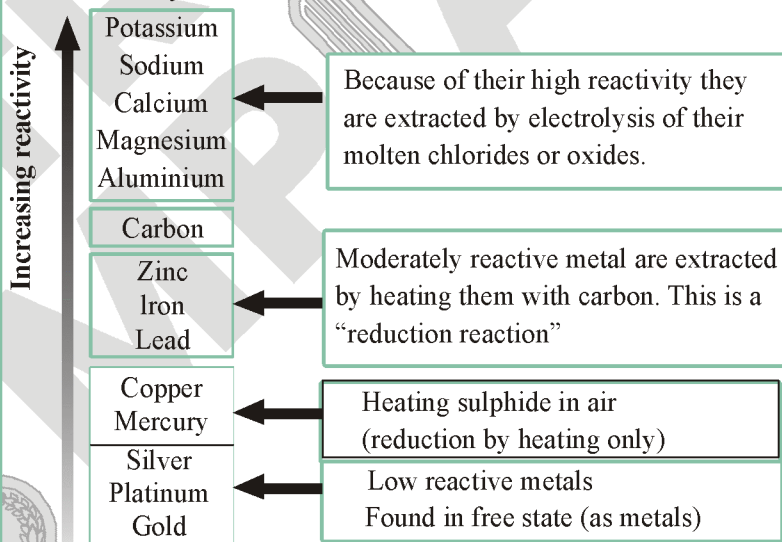 Increasing reactivity
Potassium
Sodium
Calcium
Magnesium
Aluminium
Because of their high reactivity they
are extracted by electrolysis of their
molten chlorides or oxides.
Carbon
Zinc
Iron
Lead
Moderately reactive metal are extracted
by heating them with carbon. This is a
“reduction reaction”
Copper
Mercury
Heating sulphide in air
(reduction by heating only)
Silver
Platinum
Gold
Low reactive metals
Found in free state (as metals)